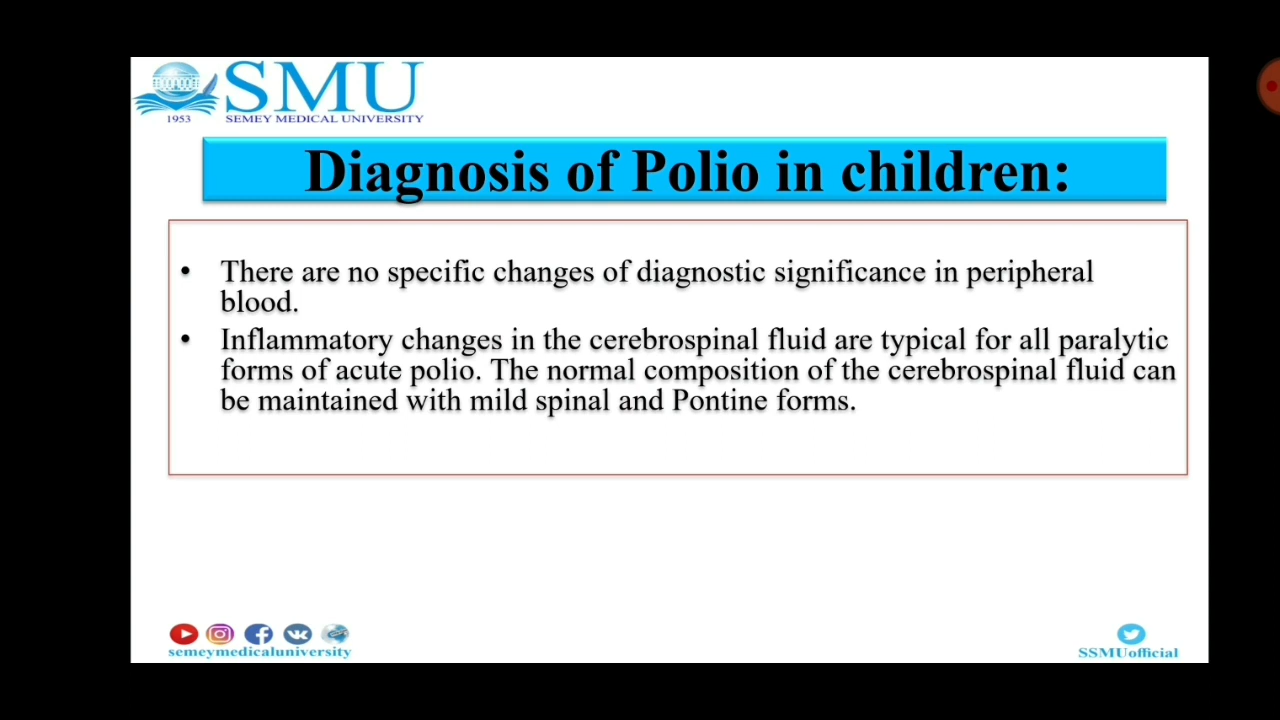 SMU
1953 SEMEY MEDICAL UNIVERSITY
Diagnosis of Polio in children:
• There are no specific changes of diagnostic significance in peripheral
blood.
• Inflammatory changes in the cerebrospinal fluid are typical for all paralytic
forms of acute polio. The normal composition of the cerebrospinal fluid can
be maintained with mild spinal and Pontine forms.
semeymedicaluniversity
SSMUofficial